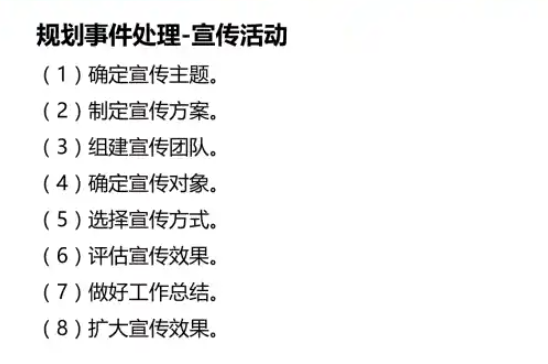 规划事件处理-宣传活动
（1）确定宣传主题。
（2）制定宣传方案。
（3）组建宣传团队。
（4）确定宣传对象。
（5）选择宣传方式。
（6）评估宣传效果。
（7）做好工作总结。
（8）扩大宣传效果。